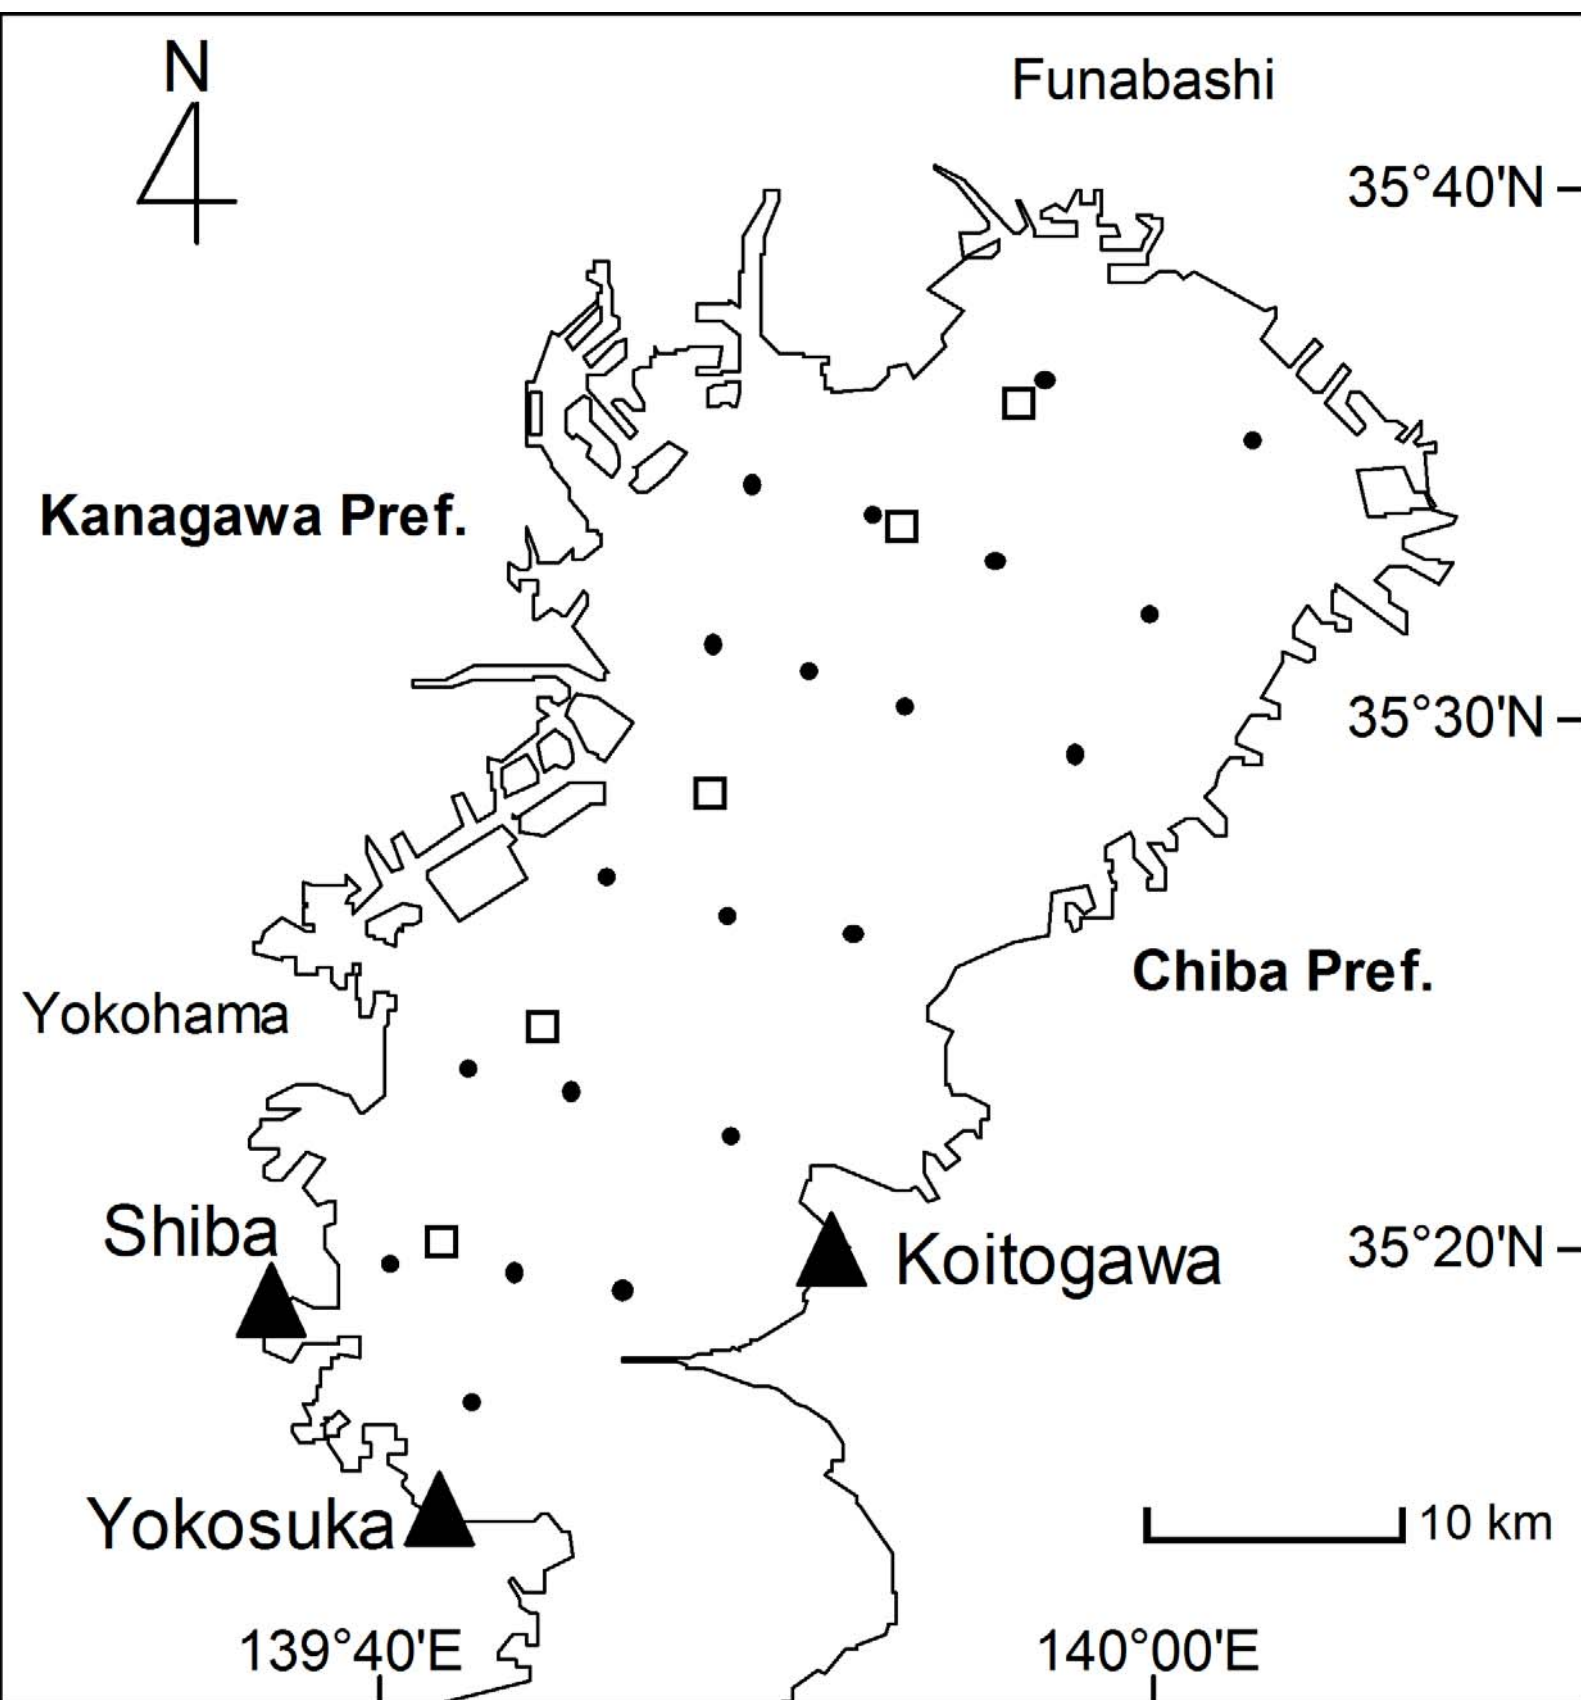 N
Funabashi
35°40'N
Kanagawa Pref.
35°30'N
Chiba Pref.
Yokohama
Shiba
Koitogawa
35°20'N
Yokosuka
10 km
139°40'E
140°00'E